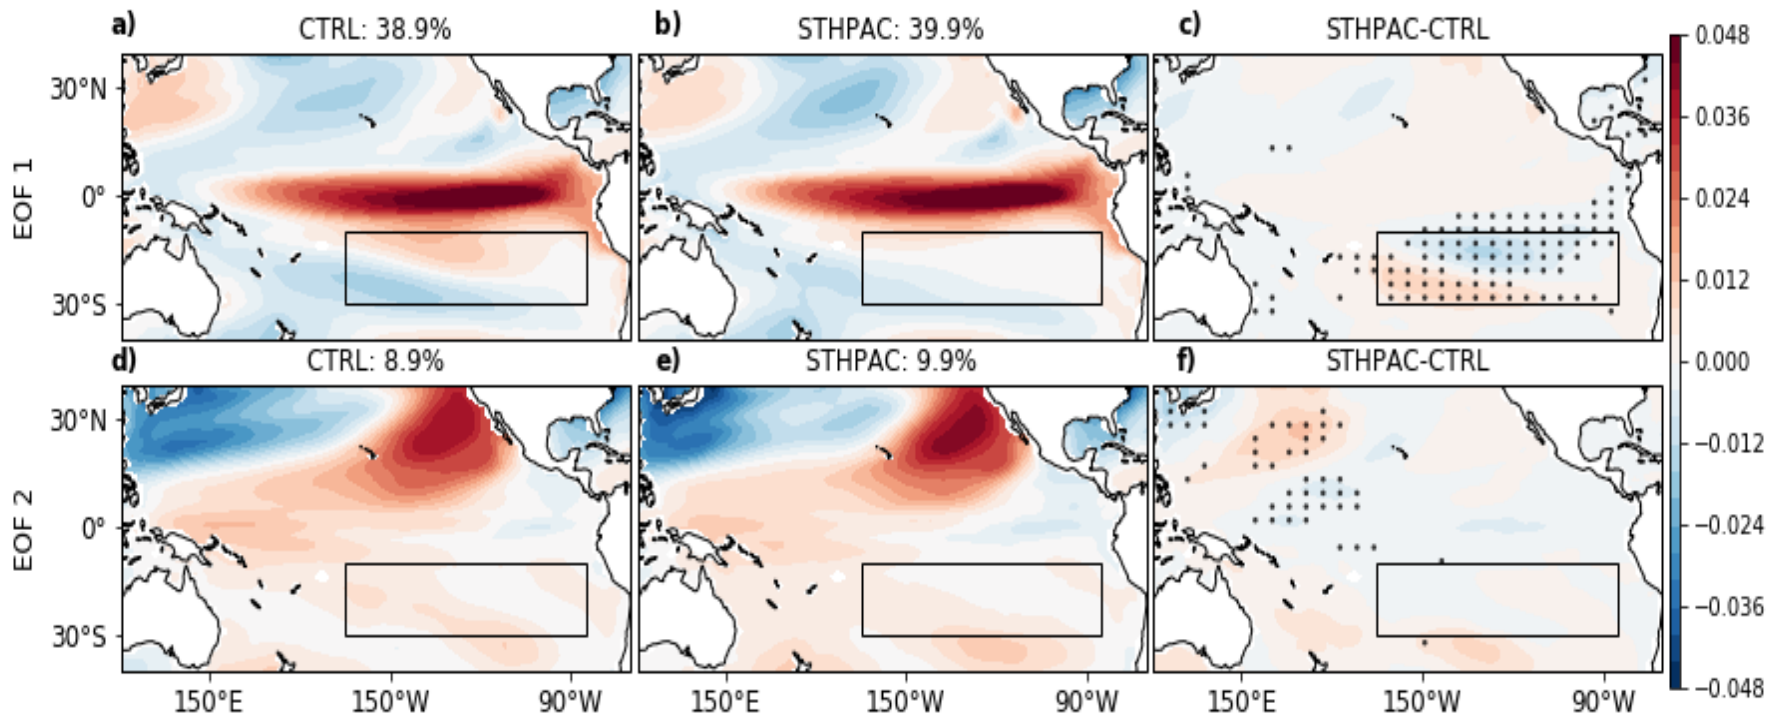 a) CTRL: 38.9% b) STHPAC: 39.9% c) STHPAC-CTRL
EOF 1
30°N
0°
30°S
d) CTRL: 8.9% e) STHPAC: 9.9% f) STHPAC-CTRL
EOF 2
30°N
0°
30°S
150°E 150°W 90°W 150°E 150°W 90°W 150°E 150°W 90°W
0.048
0.036
0.024
0.012
0.000
−0.012
−0.024
−0.036
−0.048